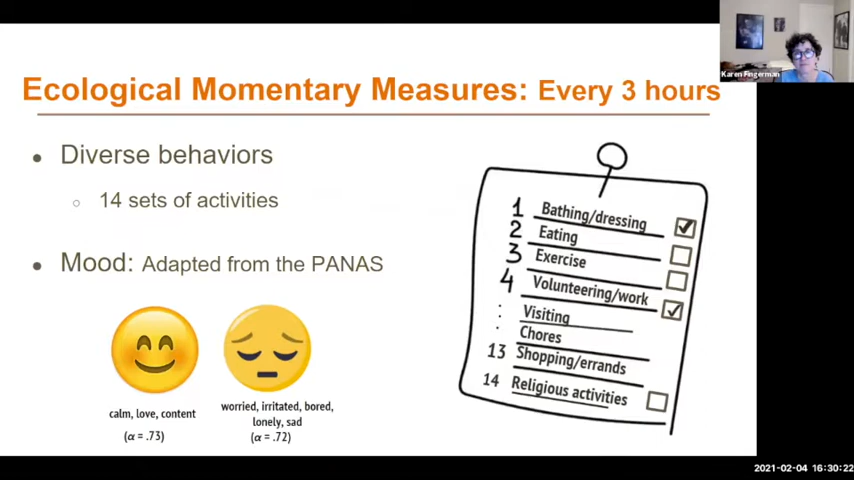 Karen Fingerman
Ecological Momentary Measures: Every 3 hours
• Diverse behaviors
○ 14 sets of activities
• Mood: Adapted from the PANAS
calm, love, content
(α = .73)
worried, irritated, bored,
lonely, sad
(α = .72)
1 Bathing/dressing
2 Eating
3 Exercise
4 Volunteering/work
Visiting
Chores
13 Shopping/errands
14 Religious activities
2021-02-04 16:30:22